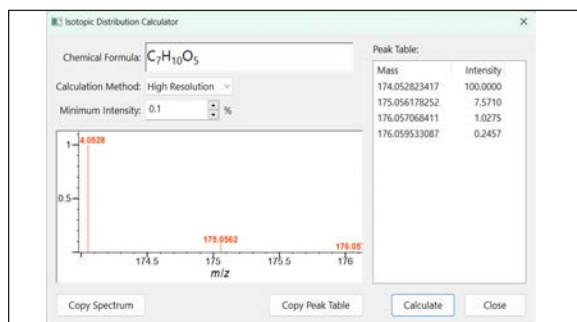 Isotopic Distribution Calculator
Chemical Formula: C₇H₁₀O₅
Calculation Method: High Resolution
Minimum Intensity: 0.1 %
1
4.0528
0.5
175.0562
176.05
174.5 175 175.5 176
m/z
Peak Table:
Mass Intensity
174.052823417 100.0000
175.056178252 7.5710
176.057068411 1.0275
176.059533087 0.2457
Copy Spectrum Copy Peak Table Calculate Close